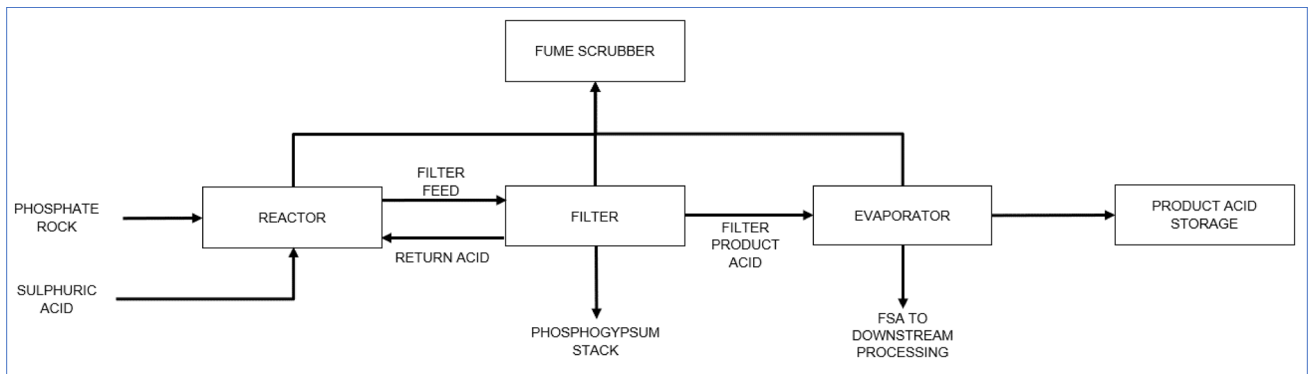 FUME SCRUBBER
FILTER
FEED
PHOSPHATE
ROCK
REACTOR
FILTER
EVAPORATOR
PRODUCT ACID
STORAGE
RETURN ACID
FILTER
PRODUCT
ACID
SULPHURIC
ACID
PHOSPHOGYPSUM
STACK
FSA TO
DOWNSTREAM
PROCESSING